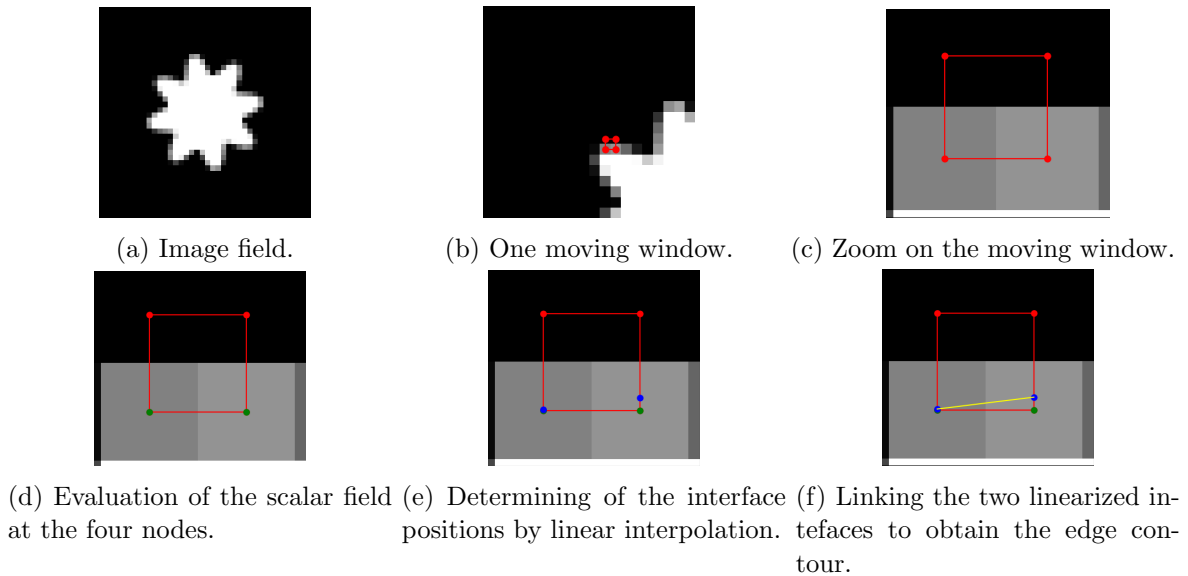 (a) Image field.
(b) One moving window.
(c) Zoom on the moving window.
(d) Evaluation of the scalar field
at the four nodes.
(e) Determining of the interface
positions by linear interpolation.
(f) Linking the two linearized in-
tefaces to obtain the edge con-
tour.